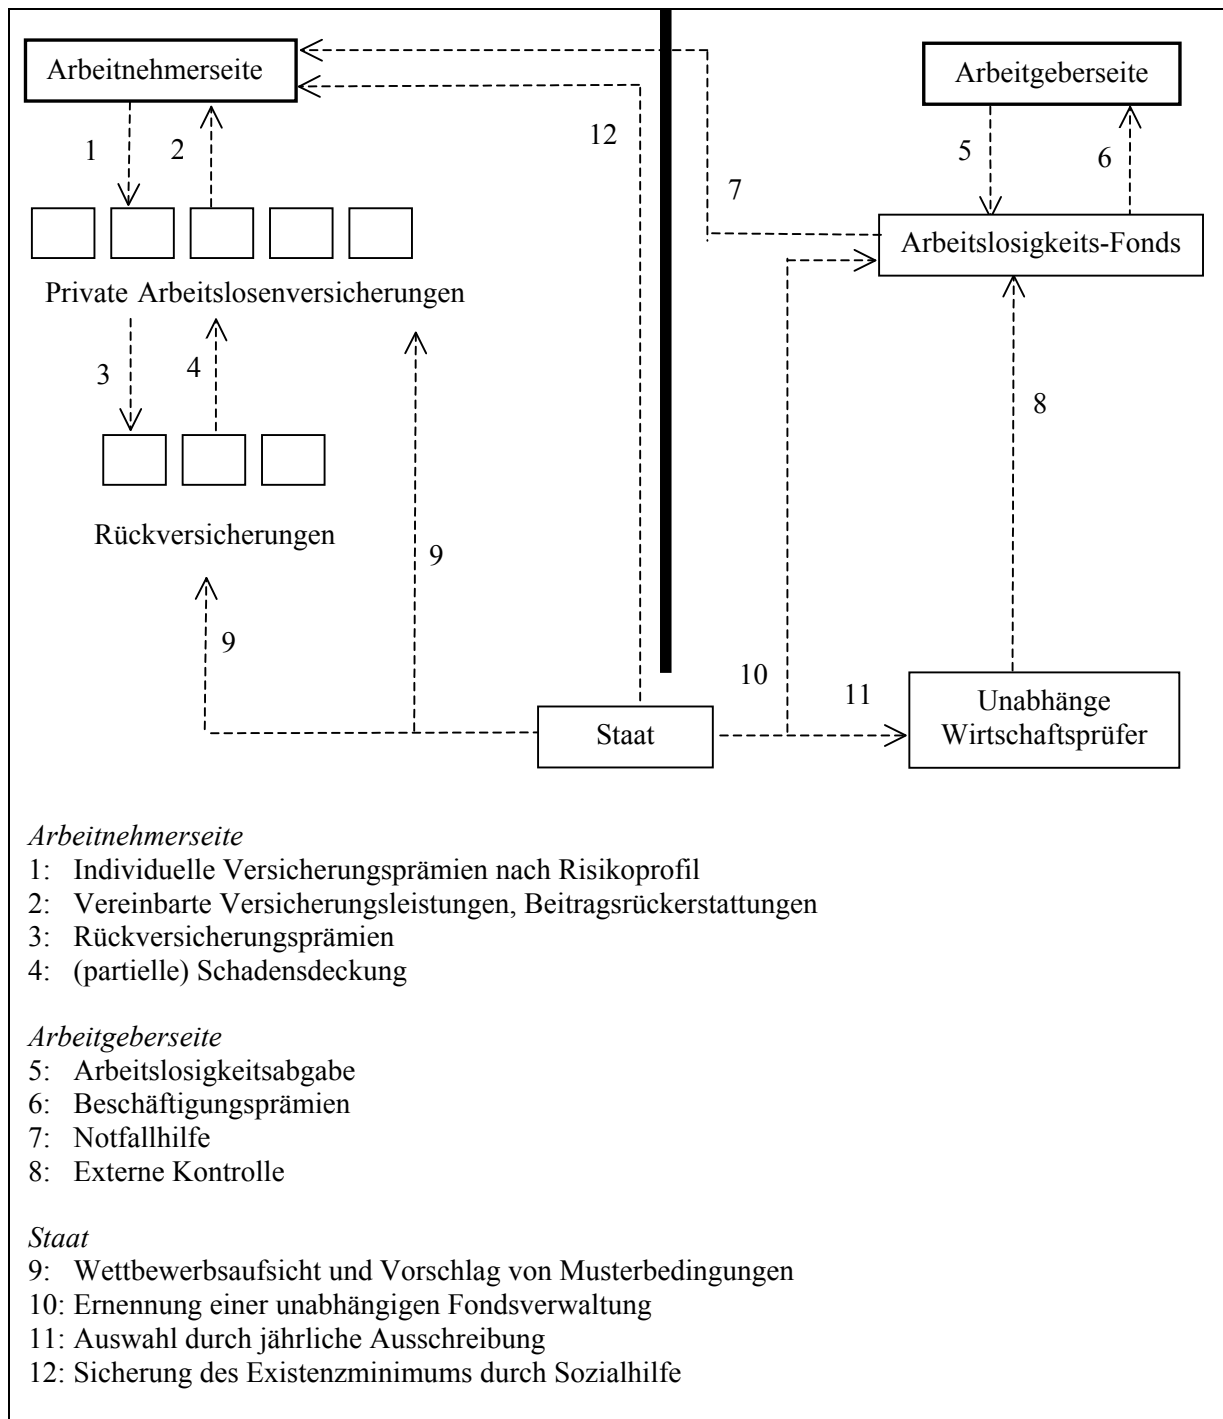 Arbeitnehmerseite
Arbeitgeberseite
1
2
12
5
6
7
Arbeitslosigkeits-Fonds
Private Arbeitslosenversicherungen
3
4
8
Rückversicherungen
9
9
10
11
Staat
Unabhänge
Wirtschaftsprüfer
Arbeitnehmerseite
1: Individuelle Versicherungsprämien nach Risikoprofil
2: Vereinbarte Versicherungsleistungen, Beitragsrückerstattungen
3: Rückversicherungsprämien
4: (partielle) Schadensdeckung
Arbeitgeberseite
5: Arbeitslosigkeitsabgabe
6: Beschäftigungsprämien
7: Notfallhilfe
8: Externe Kontrolle
Staat
9: Wettbewerbsaufsicht und Vorschlag von Musterbedingungen
10: Ernennung einer unabhängigen Fondsverwaltung
11: Auswahl durch jährliche Ausschreibung
12: Sicherung des Existenzminimums durch Sozialhilfe